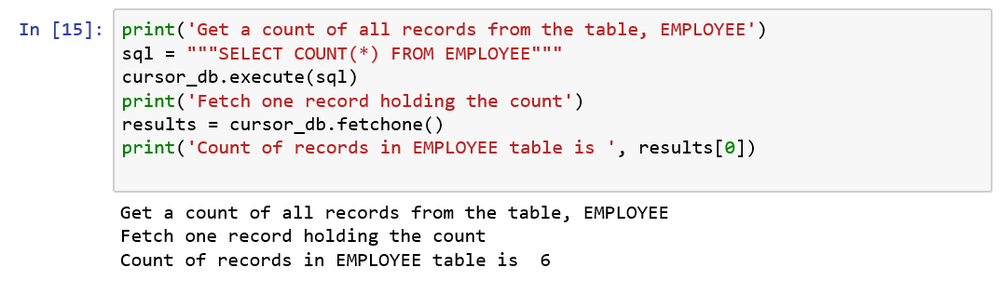 In [15]: print('Get a count of all records from the table, EMPLOYEE')
sql = """SELECT COUNT(*) FROM EMPLOYEE"""
cursor_db.execute(sql)
print('Fetch one record holding the count')
results = cursor_db.fetchone()
print('Count of records in EMPLOYEE table is ', results[0])
Get a count of all records from the table, EMPLOYEE
Fetch one record holding the count
Count of records in EMPLOYEE table is  6